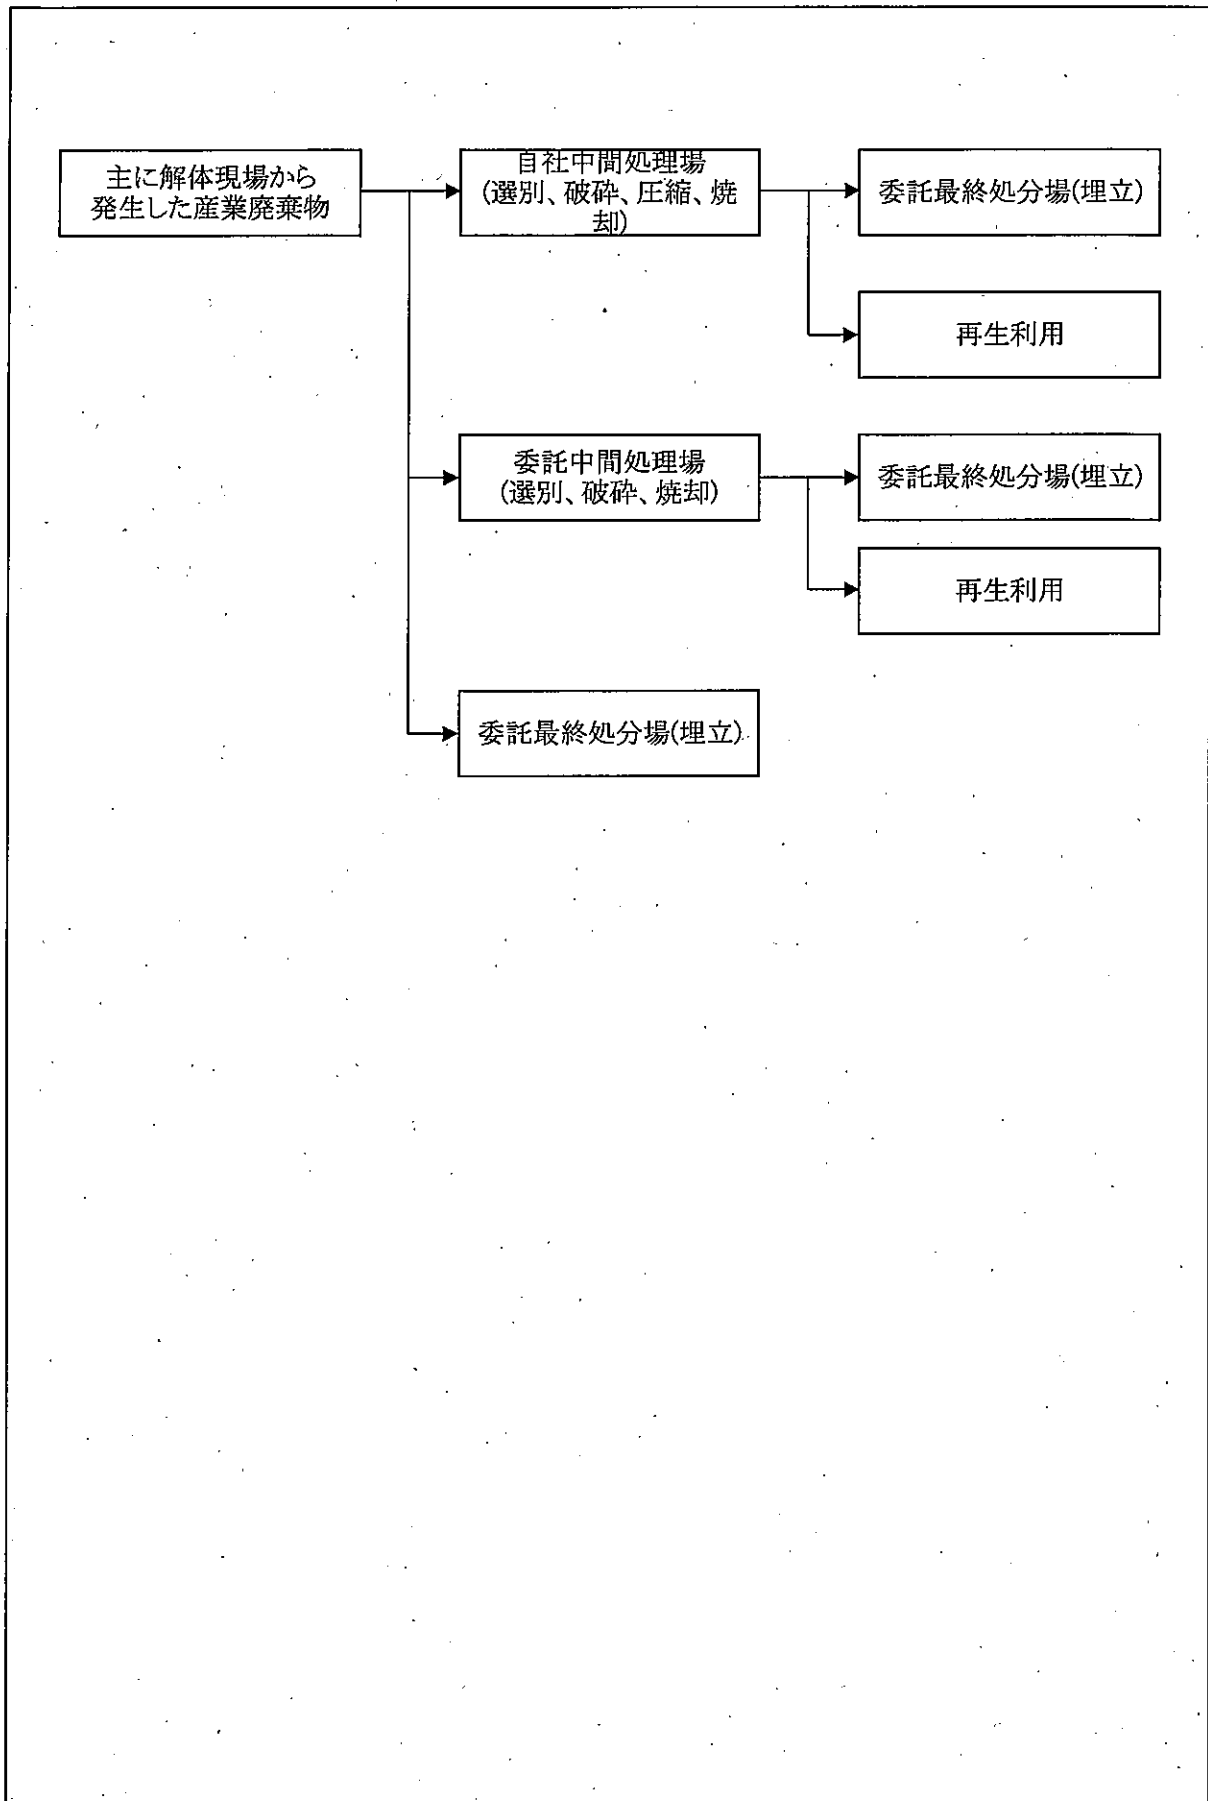 主に解体現場から
発生した産業廃棄物
自社中間処理場
(選別、破砕、圧縮、焼
却)
委託最終処分場(埋立)
再生利用
委託中間処理場
(選別、破砕、焼却)
委託最終処分場(埋立)
再生利用
委託最終処分場(埋立)